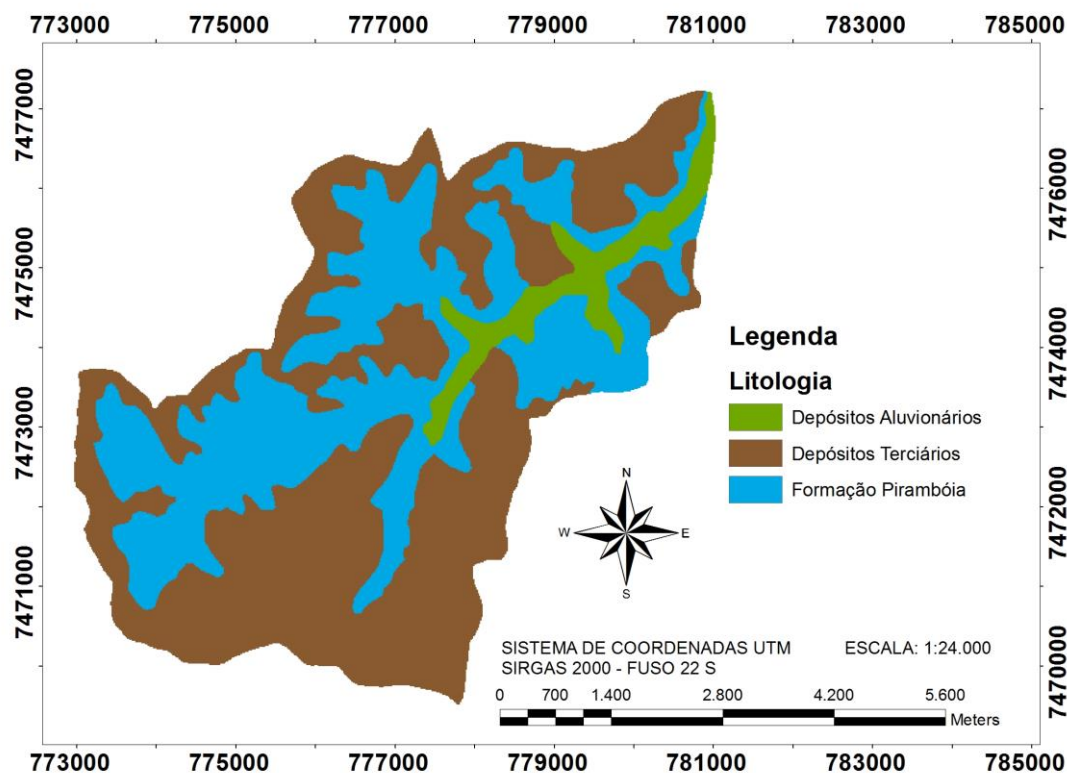 773000 775000 777000 779000 781000 783000 785000
7477000
7476000
7475000
7474000
7473000
7472000
7471000
7470000
Legenda
Litologia
Depósitos Aluvionários
Depósitos Terciários
Formação Pirambóia
N
W E
S
SISTEMA DE COORDENADAS UTM ESCALA: 1:24.000
SIRGAS 2000 - FUSO 22 S
0 700 1.400 2.800 4.200 5.600
Meters
773000 775000 777000 779000 781000 783000 785000